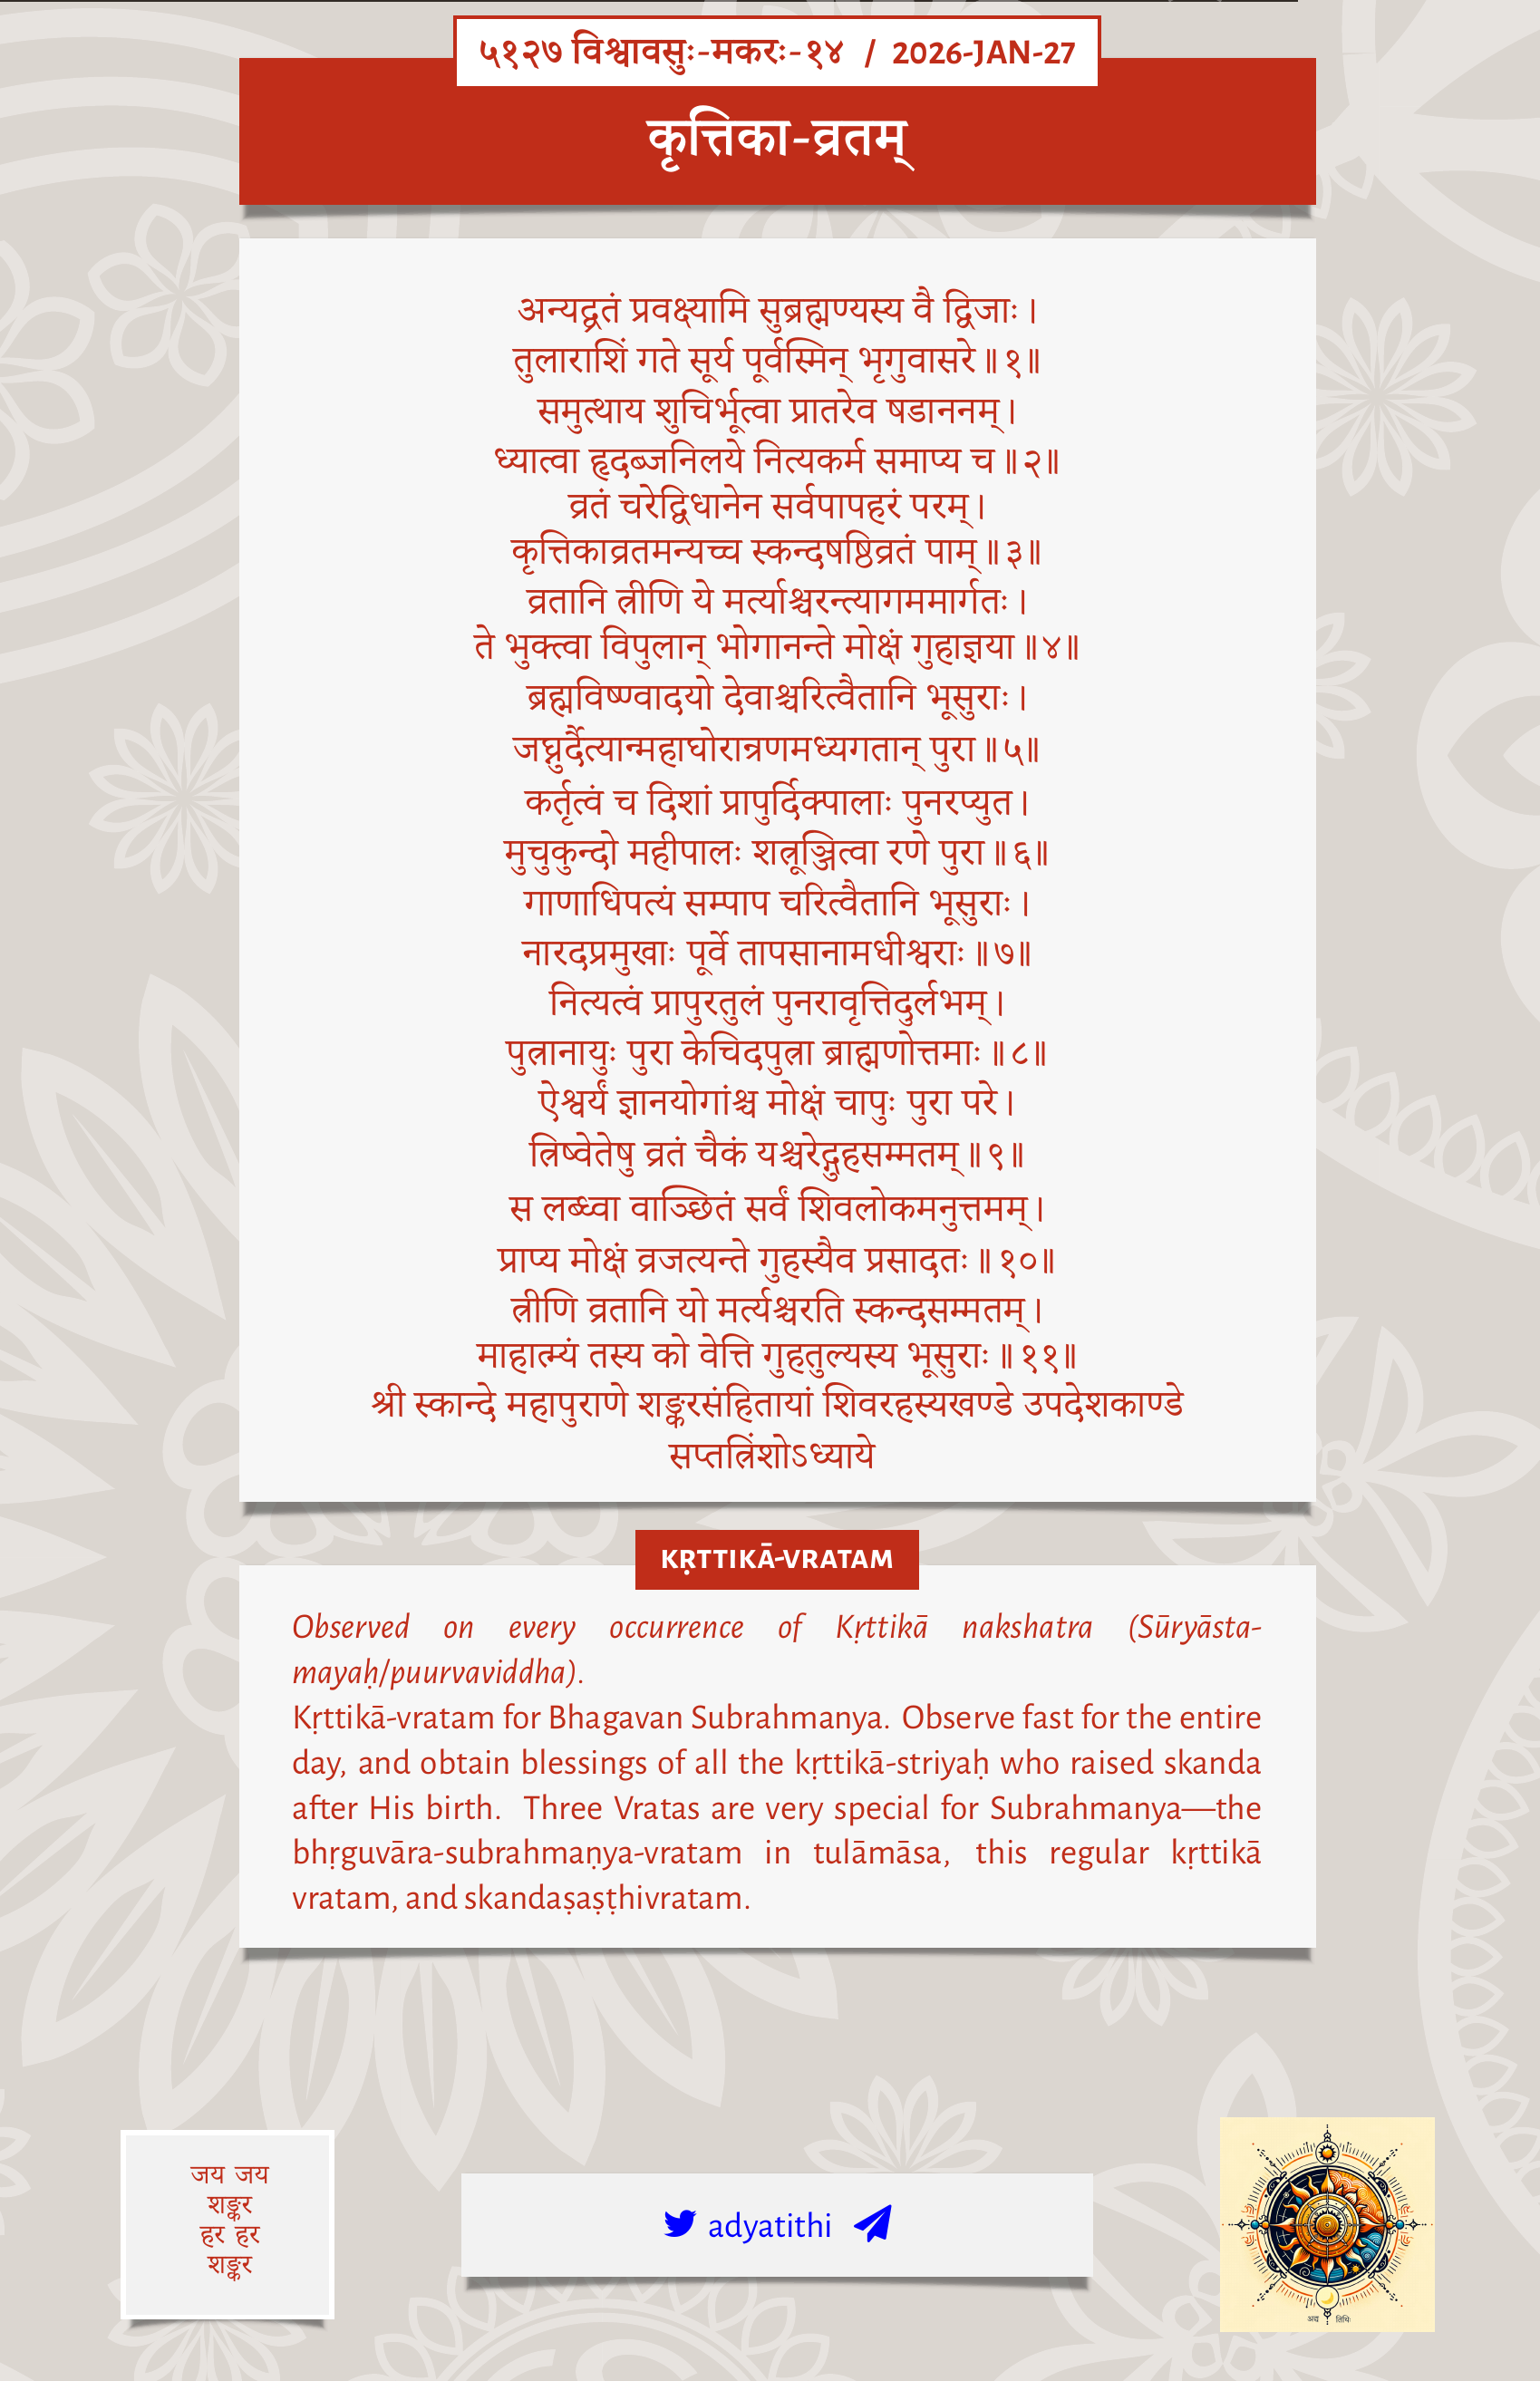 ५१२७ विश्वावसुः-मकरः-१४ / 2026-JAN-27
कृत्तिका-व्रतम्
अन्यद्व्रतं प्रवक्ष्यामि सुब्रह्मण्यस्य वै द्विजाः ।
तुलाराशिं गते सूर्य पूर्वस्मिन् भृगुवासरे॥१॥
समुत्थाय शुचिर्भूत्वा प्रातरेव षडाननम्।
ध्यात्वा हृदब्जनिलये नित्यकर्म समाप्य च॥२॥
व्रतं चरेद्विधानेन सर्वपापहरं परम्।
कृत्तिकाव्रतमन्यच्च स्कन्दषष्ठिव्रतं पाम्॥३॥
व्रतानि त्रीणि ये मर्त्याश्चरन्त्यागममार्गतः ।
ते भुक्त्वा विपुलान् भोगानन्ते मोक्षं गुहाज्ञया॥४॥
ब्रह्मविष्ण्वादयो देवाश्चरित्वैतानि भूसुराः ।
जघ्नुर्दैत्यान्महाघोरान्रणमध्यगतान् पुरा॥५॥
कर्तृत्वं च दिशां प्रापुर्दिक्पालाः पुनरप्युत।
मुचुकुन्दो महीपालः शत्रूञ्जित्वा रणे पुरा॥६॥
गाणाधिपत्यं सम्पाप चरित्वैतानि भूसुराः ।
नारदप्रमुखाः पूर्वे तापसानामधीश्वराः ॥७॥
नित्यत्वं प्रापुरतुलं पुनरावृत्तिदुर्लभम्।
पुत्रानायुः पुरा केचिदपुत्रा ब्राह्मणोत्तमाः ॥८॥
ऐश्वर्यं ज्ञानयोगांश्च मोक्षं चापुः पुरा परे।
त्रिष्वेतेषु व्रतं चैकं यश्चरेद्गुहसम्मतम्॥९॥
स लब्ध्वा वाञ्छितं सर्वं शिवलोकमनुत्तमम्।
प्राप्य मोक्षं व्रजत्यन्ते गुहस्यैव प्रसादतः ॥१०॥
त्रीणि व्रतानि यो मर्त्यश्चरति स्कन्दसम्मतम्।
माहात्म्यं तस्य को वेत्ति गुहतुल्यस्य भूसुराः ॥११॥
श्री स्कान्दे महापुराणे शङ्करसंहितायां शिवरहस्यखण्डे उपदेशकाण्डे
सप्तत्रिंशोऽध्याये
KṚTTIKĀ-VRATAM
Observed on every occurrence of Kṛttikā nakshatra (Sūryāsta-
mayaḥ/puurvaviddha).
Kṛttikā-vratam for Bhagavan Subrahmanya. Observe fast for the entire
day, and obtain blessings of all the kṛttikā-striyaḥ who raised skanda
after His birth. Three Vratas are very special for Subrahmanya—the
bhṛguvāra-subrahmaṇya-vratam in tulāmāsa, this regular kṛttikā
vratam, and skandaṣaṣṭhivratam.
जय जय
शङ्कर
हर हर
शङ्कर
adyatithi
अद्य तिथिः